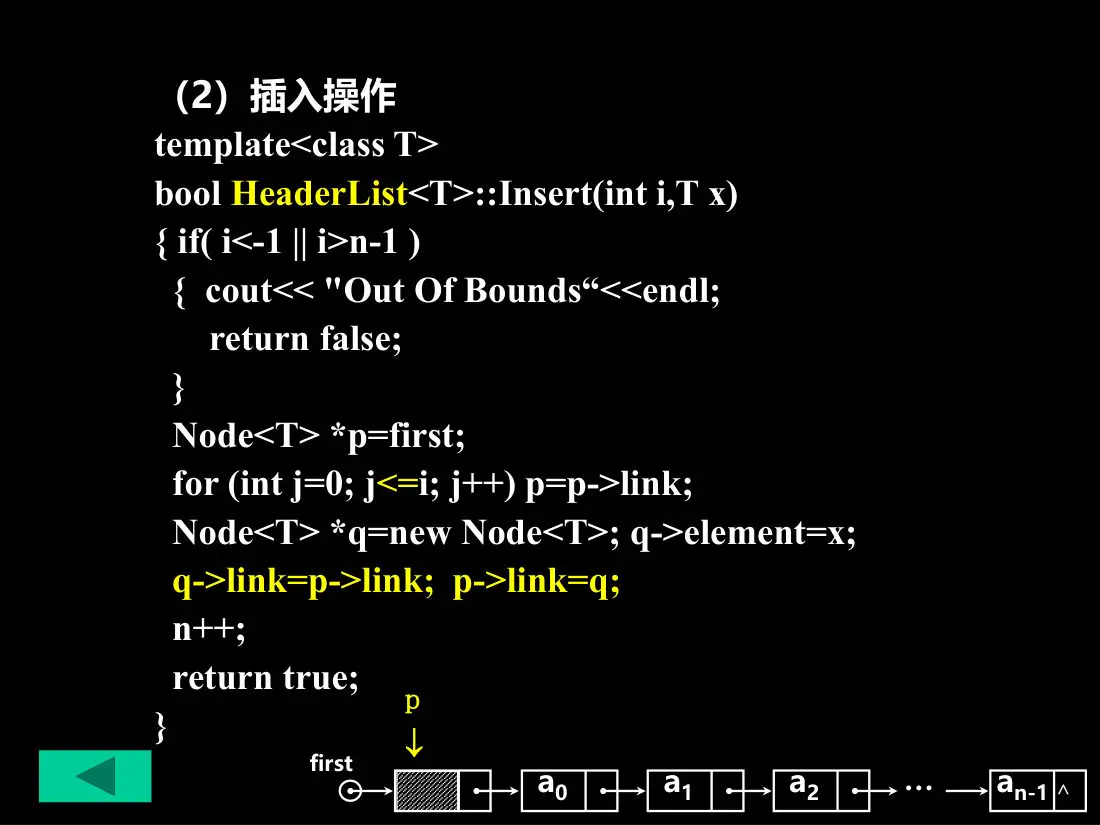 （2）插入操作
template<class T>
bool HeaderList<T>::Insert(int i,T x)
{ if( i<-1 || i>n-1 )
{ cout<< "Out Of Bounds“<<endl;
return false;
}
Node<T> *p=first;
for (int j=0; j<=i; j++) p=p->link;
Node<T> *q=new Node<T>; q->element=x;
q->link=p->link; p->link=q;
n++;
return true;
}
p
first
a0 a1 a2 … an-1 ^